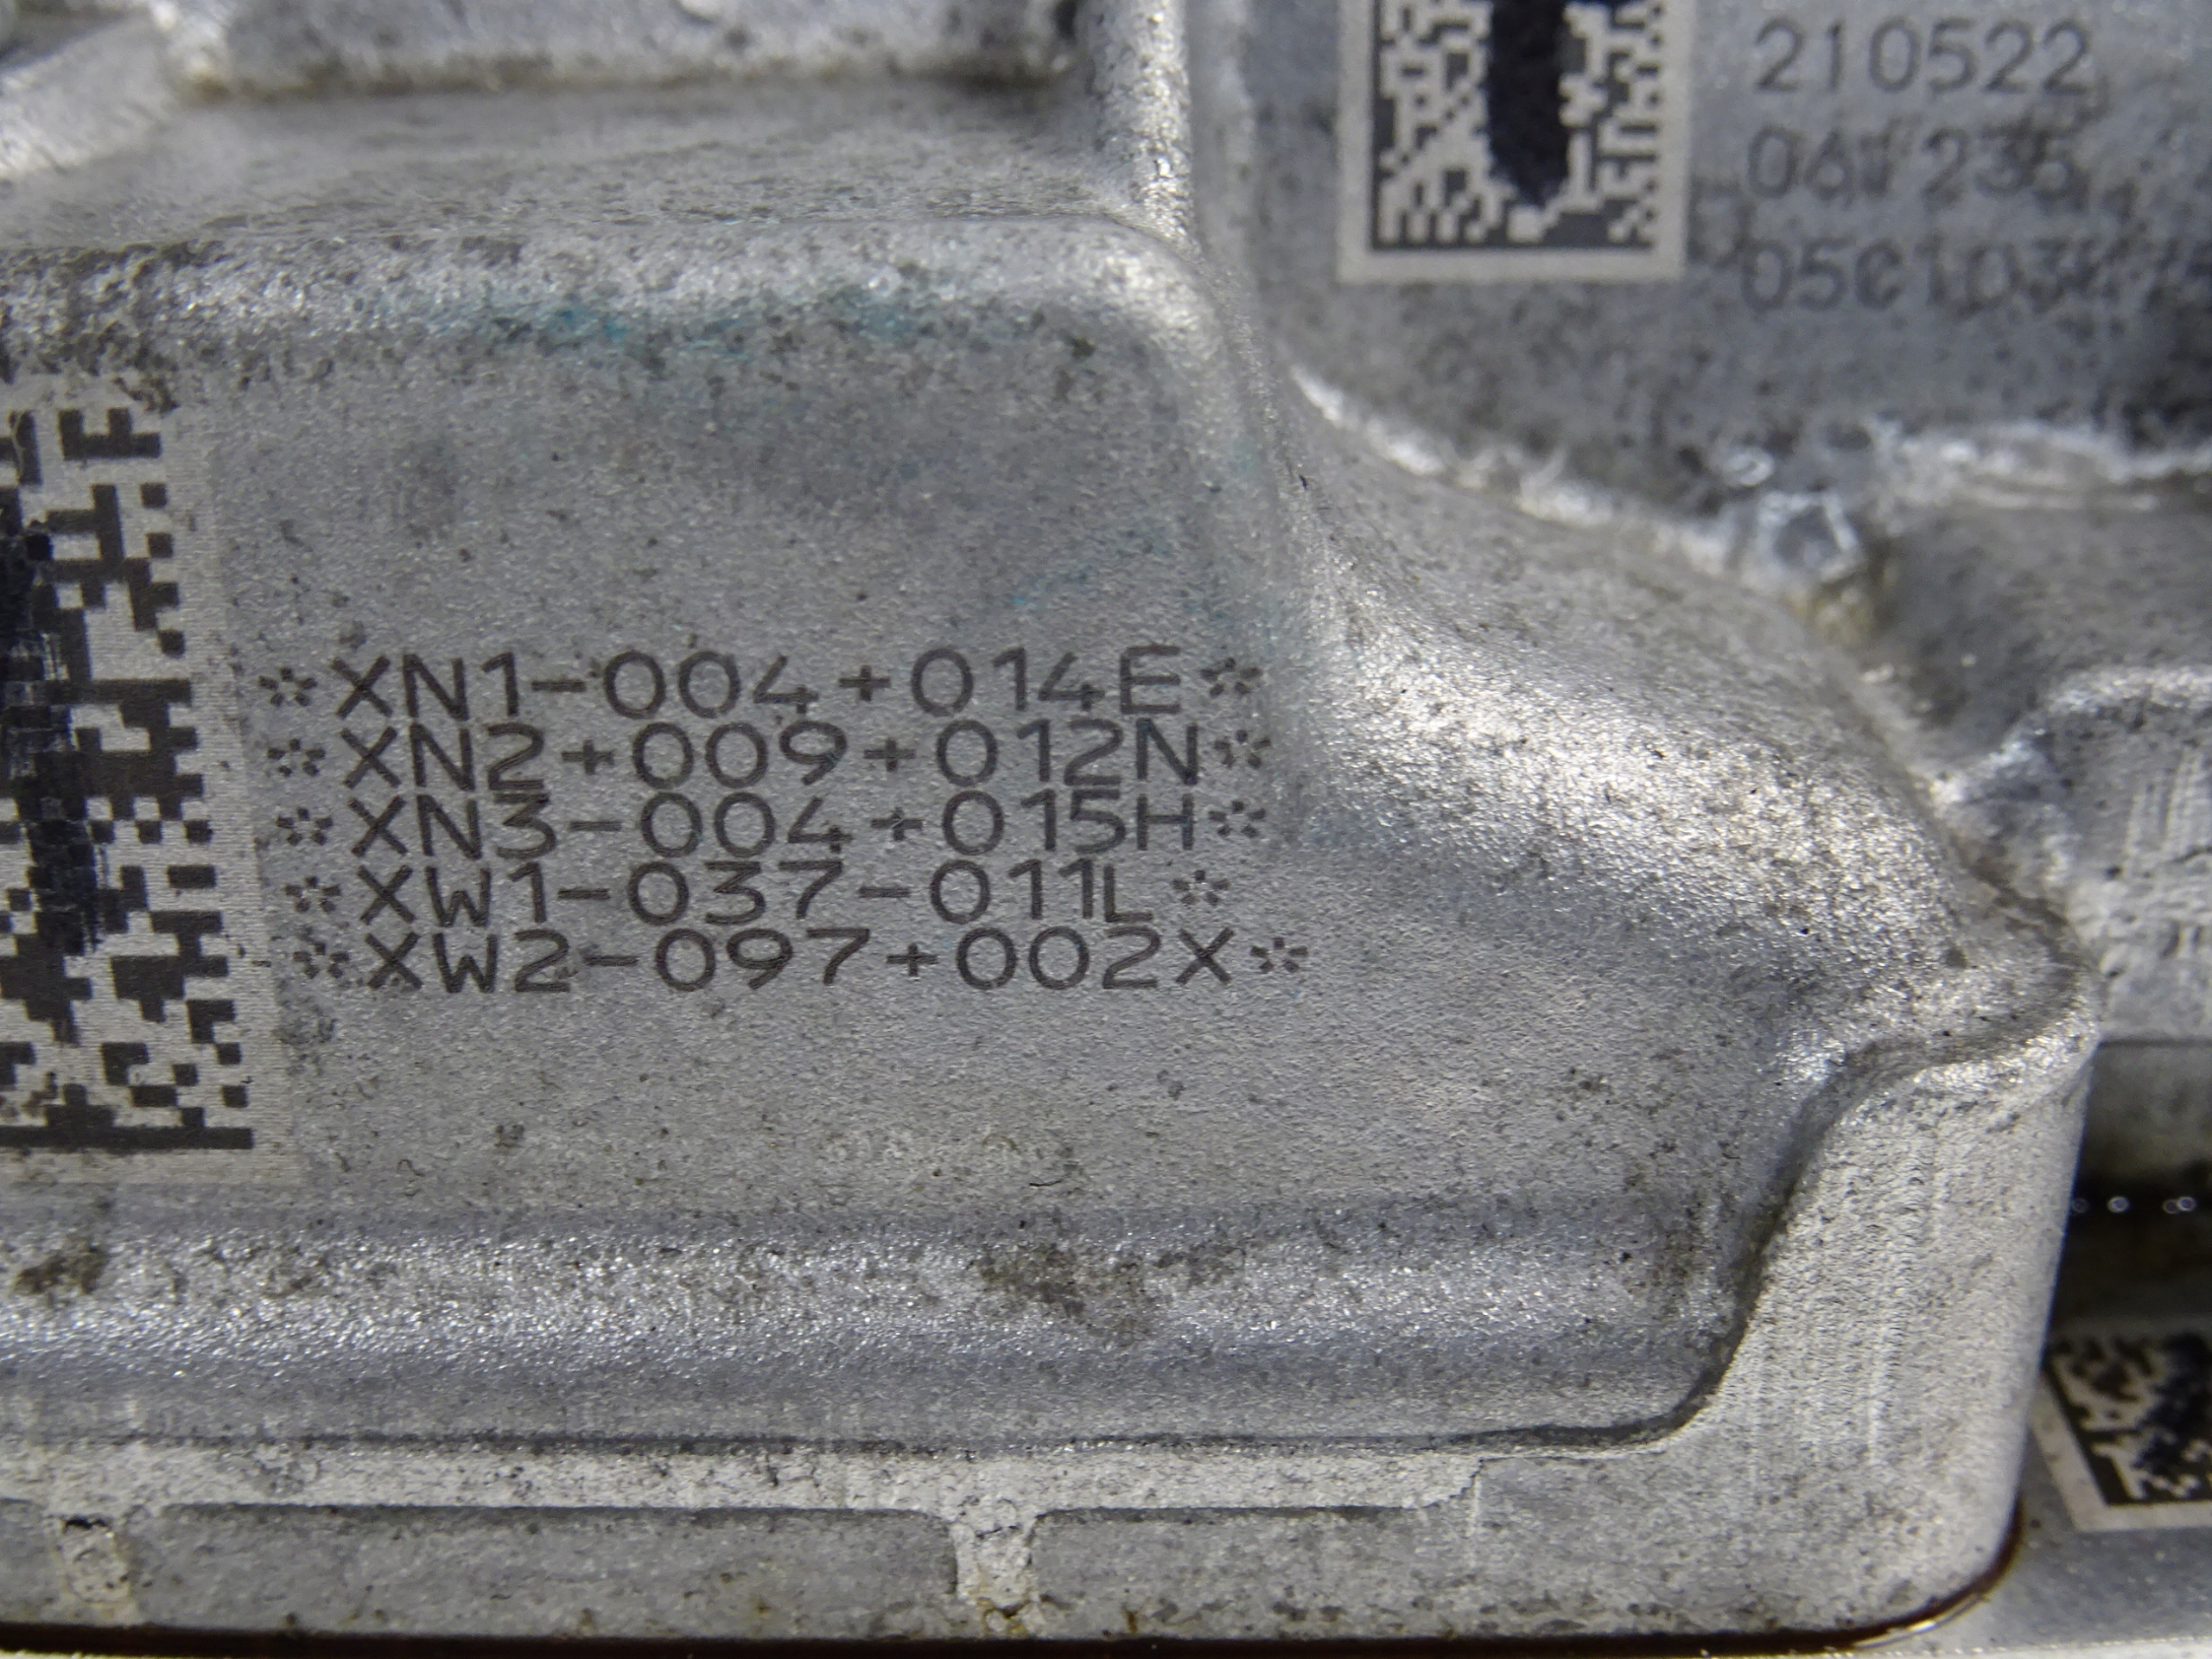 210522
*XN1-004+014E*
*XN2+009+012N*
*XN3-004+015H*
*XW1-037-011L*
*XW2-097+002X*